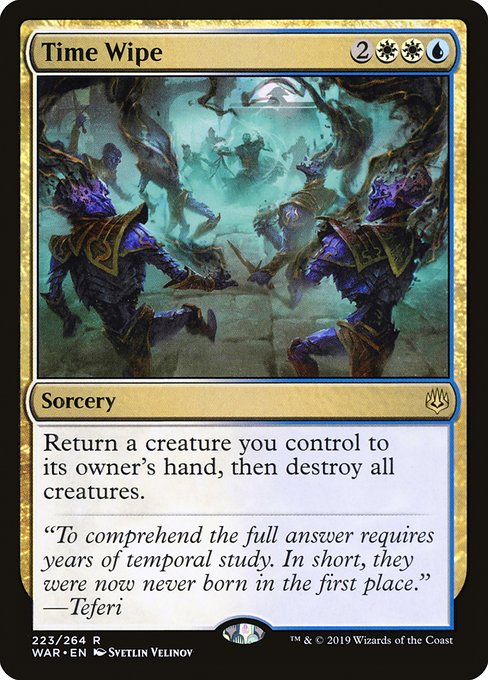 Time Wipe 2
Sorcery
Return a creature you control to
its owner's hand, then destroy all
creatures.
"To comprehend the full answer requires
years of temporal study. In short, they
were now never born in the first place."
—Teferi
223/264 R
WAR • EN Svetlin Velinov
™ & © 2019 Wizards of the Coast